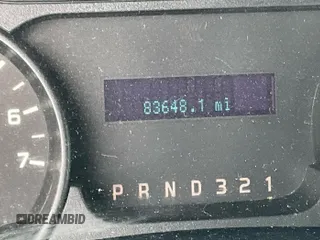 83648.1 mi
6
7
P R N D 3 2 1
DREAMBID